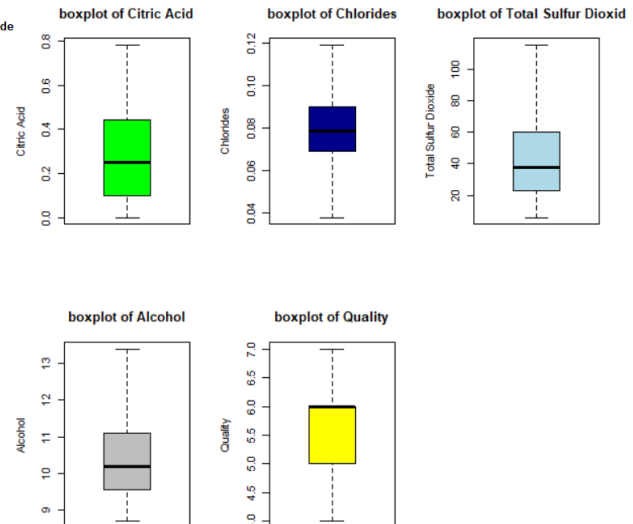 de
boxplot of Citric Acid
Citric Acid
0.0 0.2 0.4 0.6 0.8
boxplot of Chlorides
Chlorides
0.04 0.06 0.08 0.10 0.12
boxplot of Total Sulfur Dioxid
Total Sulfur Dioxide
20 40 60 80 100
boxplot of Alcohol
Alcohol
9 10 11 12 13
boxplot of Quality
Quality
.0 4.5 5.0 5.5 6.0 6.5 7.0